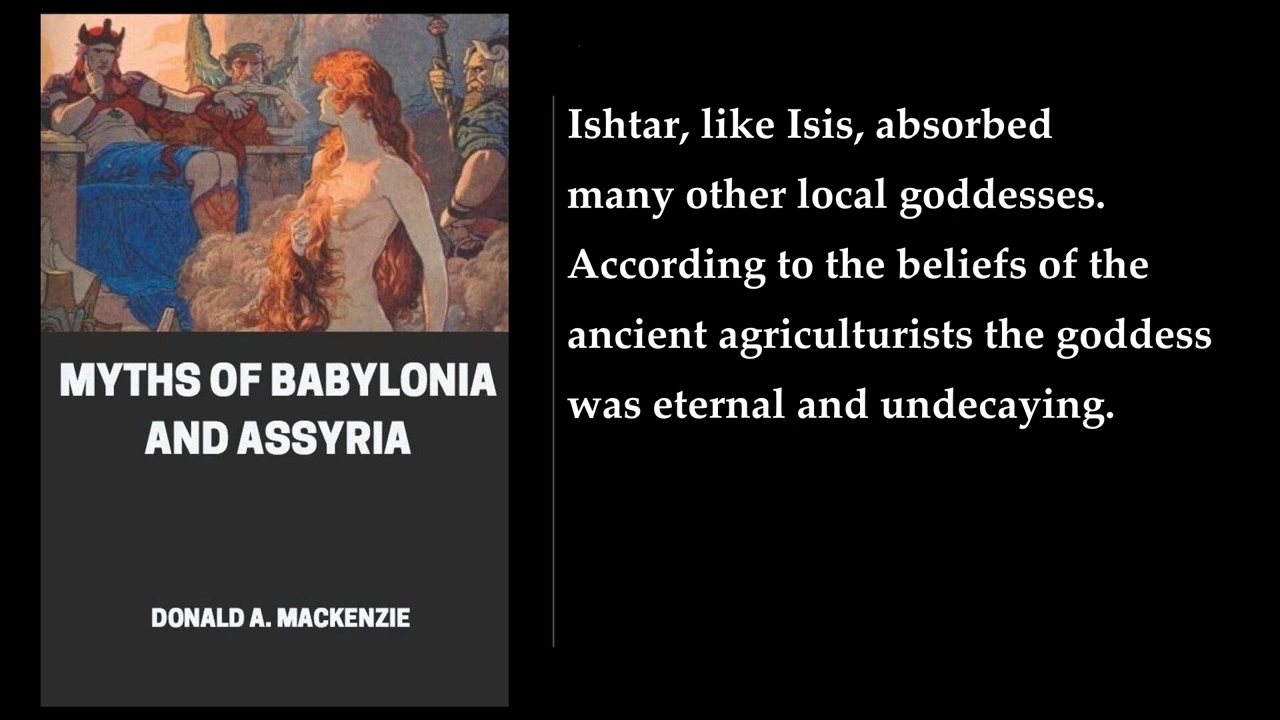 MYTHS OF BABYLONIA
AND ASSYRIA
DONALD A. MACKENZIE
Ishtar, like Isis, absorbed
many other local goddesses.
According to the beliefs of the
ancient agriculturists the goddess
was eternal and undecaying.